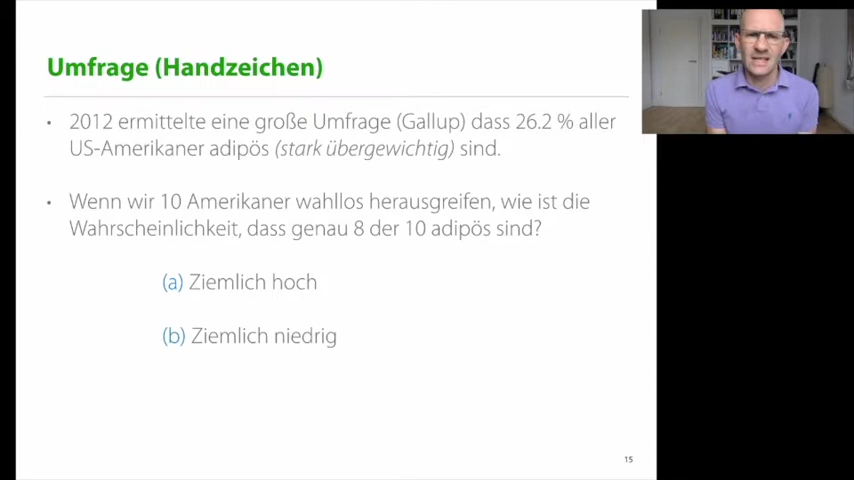 Umfrage (Handzeichen)
• 2012 ermittelte eine große Umfrage (Gallup) dass 26.2 % aller
US-Amerikaner adipös (stark übergewichtig) sind.
• Wenn wir 10 Amerikaner wahllos herausgreifen, wie ist die
Wahrscheinlichkeit, dass genau 8 der 10 adipös sind?
(a) Ziemlich hoch
(b) Ziemlich niedrig
15